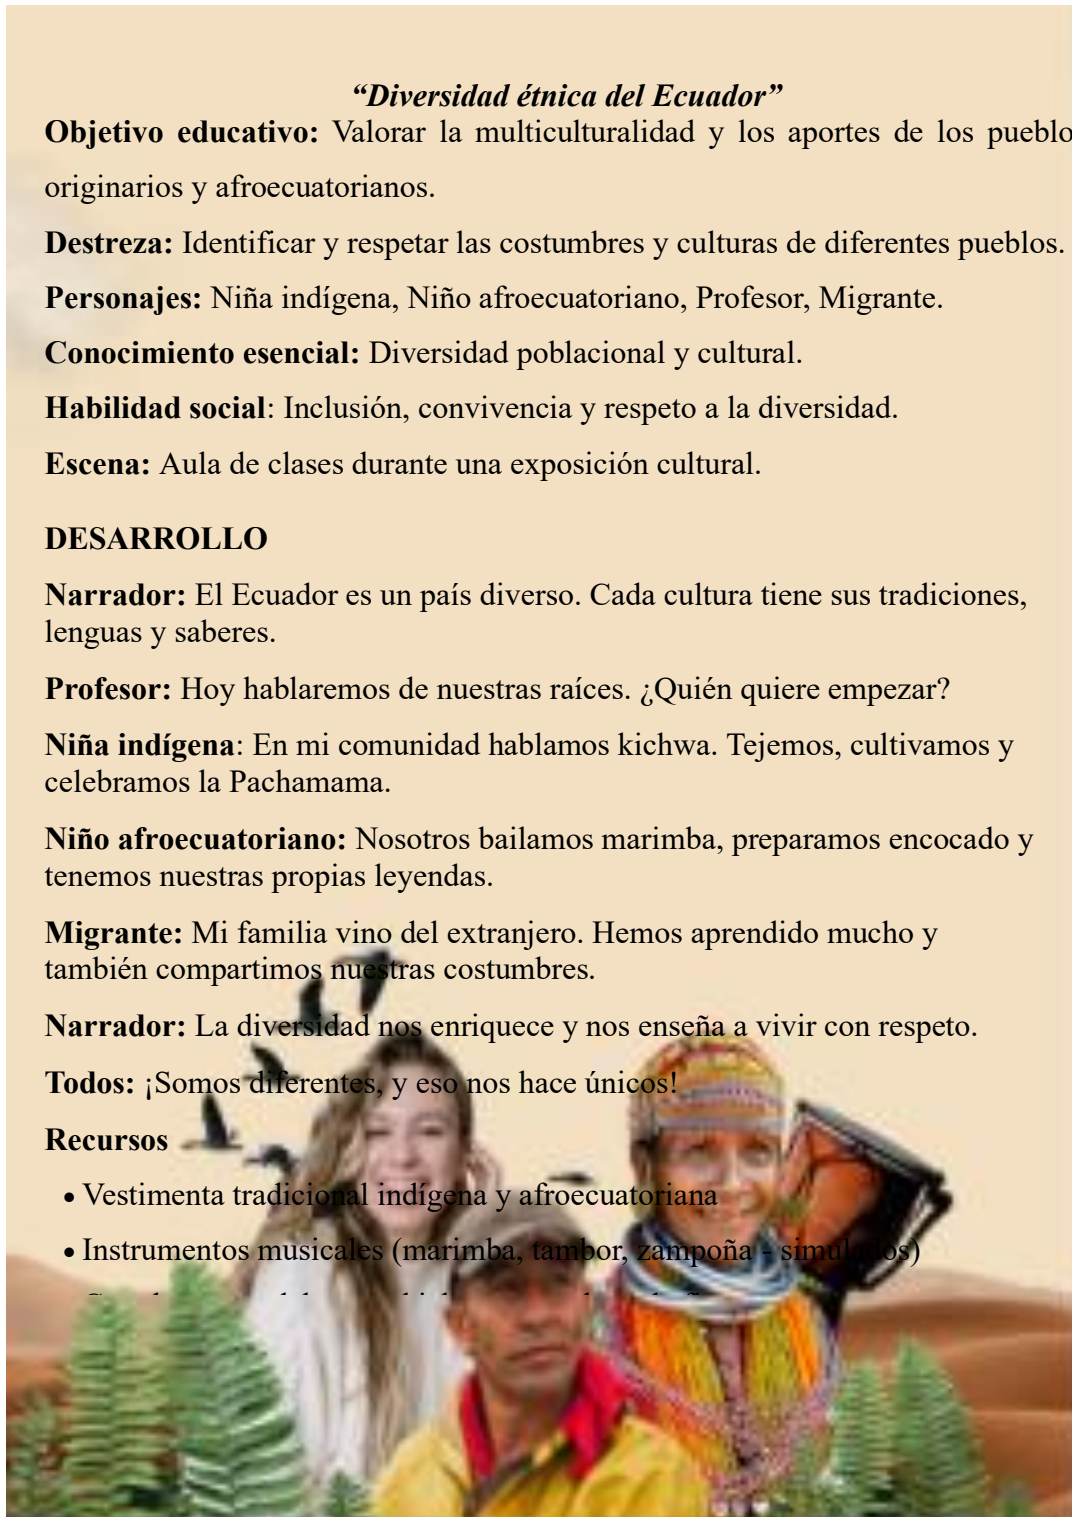 “Diversidad étnica del Ecuador”
Objetivo educativo: Valorar la multiculturalidad y los aportes de los pueblo
originarios y afroecuatorianos.
Destreza: Identificar y respetar las costumbres y culturas de diferentes pueblos.
Personajes: Niña indígena, Niño afroecuatoriano, Profesor, Migrante.
Conocimiento esencial: Diversidad poblacional y cultural.
Habilidad social: Inclusión, convivencia y respeto a la diversidad.
Escena: Aula de clases durante una exposición cultural.
DESARROLLO
Narrador: El Ecuador es un país diverso. Cada cultura tiene sus tradiciones,
lenguas y saberes.
Profesor: Hoy hablaremos de nuestras raíces. ¿Quién quiere empezar?
Niña indígena: En mi comunidad hablamos kichwa. Tejemos, cultivamos y
celebramos la Pachamama.
Niño afroecuatoriano: Nosotros bailamos marimba, preparamos encocado y
tenemos nuestras propias leyendas.
Migrante: Mi familia vino del extranjero. Hemos aprendido mucho y
también compartimos nuestras costumbres.
Narrador: La diversidad nos enriquece y nos enseña a vivir con respeto.
Todos: ¡Somos diferentes, y eso nos hace únicos!
Recursos
• Vestimenta tradicional indígena y afroecuatoriana
• Instrumentos musicales (marimba, tambor, zampoña - simulados)